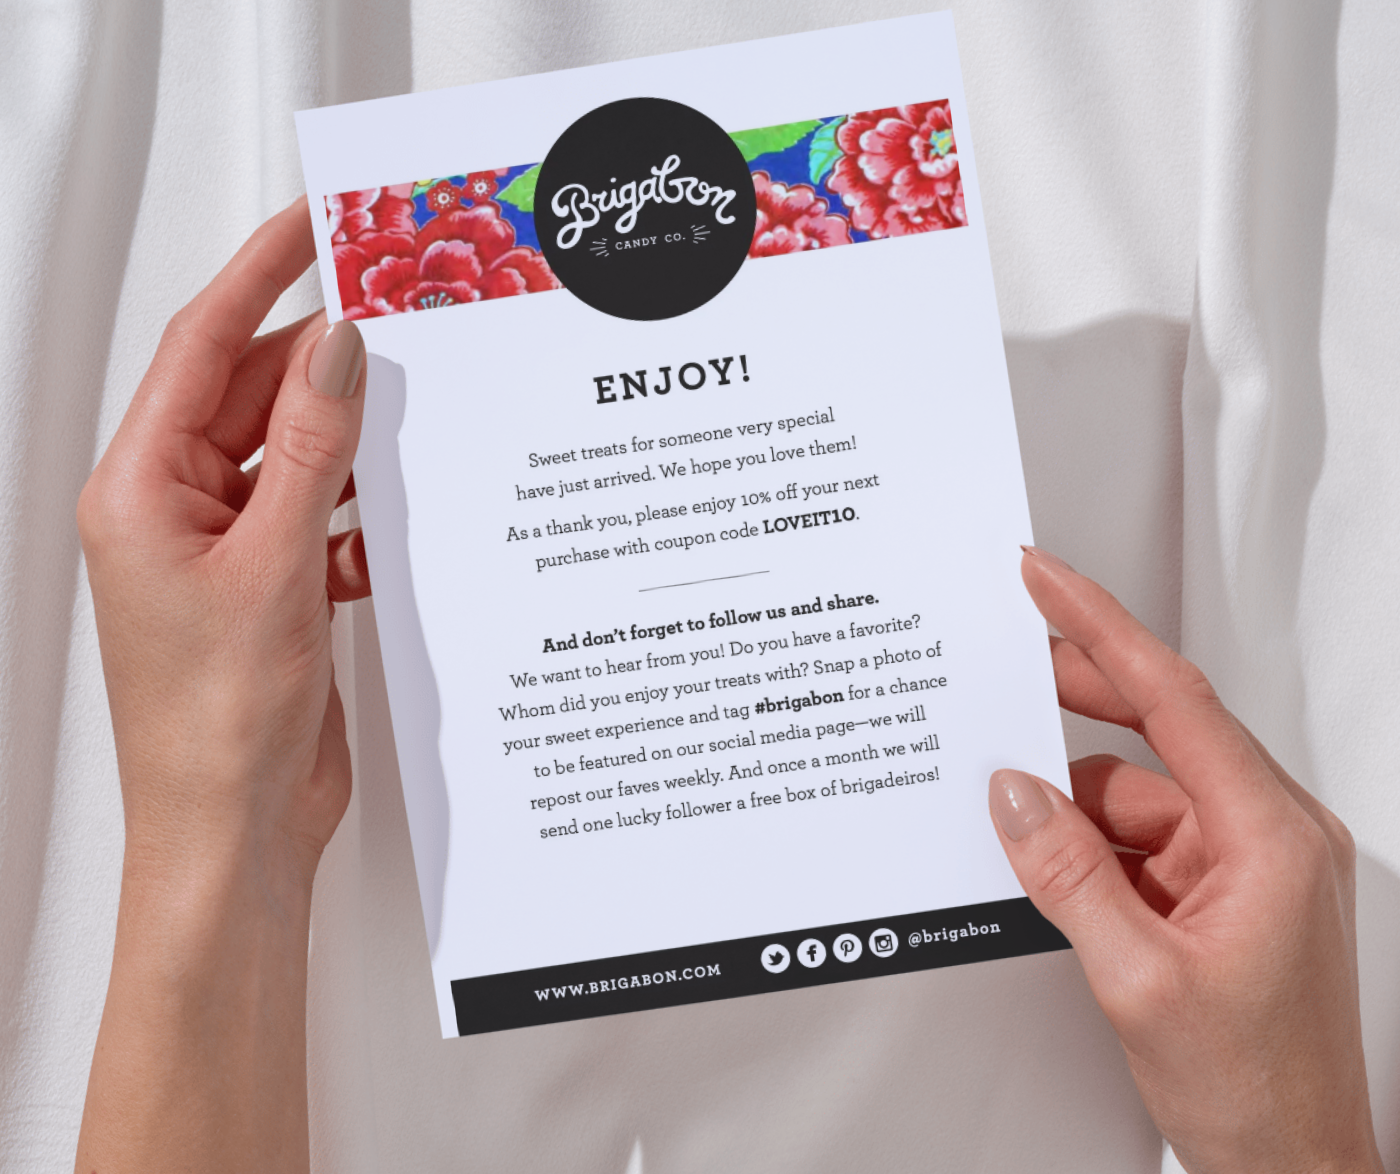 Brigabon
CANDY CO.
ENJOY!
Sweet treats for someone very special
have just arrived. We hope you love them!
As a thank you, please enjoy 10% off your next
purchase with coupon code LOVEIT10.
And don't forget to follow us and share.
We want to hear from you! Do you have a favorite?
Whom did you enjoy your treats with? Snap a photo of
your sweet experience and tag #brigabon for a chance
to be featured on our social media page—we will
repost our faves weekly. And once a month we will
send one lucky follower a free box of brigadeiros!
WWW.BRIGABON.COM
@brigabon